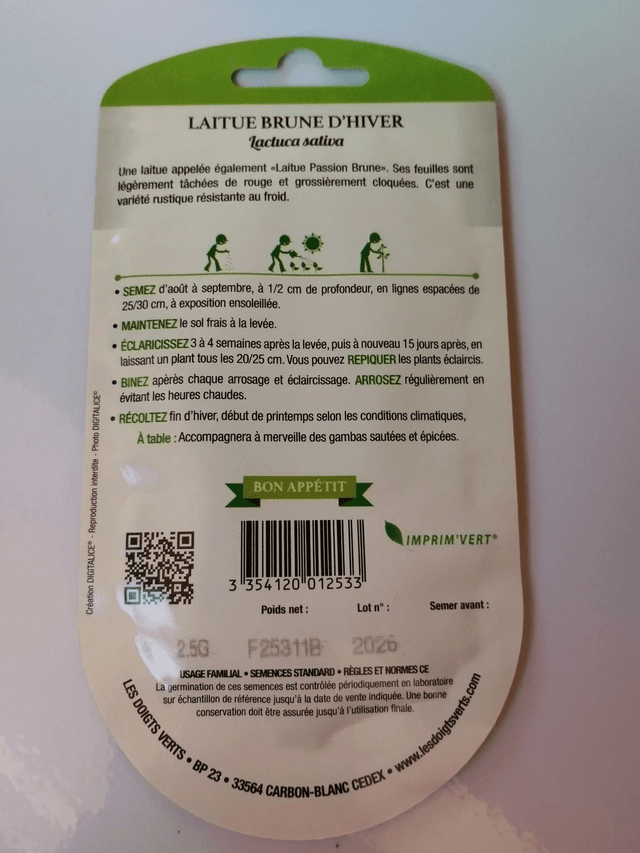 LAITUE BRUNE D'HIVER
Lactuca sativa
Une laitue appelée également «Laitue Passion Brune». Ses feuilles sont
légèrement tâchées de rouge et grossièrement cloquées. C'est une
variété rustique résistante au froid.
• SEMEZ d'août à septembre, à 1/2 cm de profondeur, en lignes espacées de
25/30 cm, à exposition ensoleillée.
• MAINTENEZ le sol frais à la levée.
• ÉCLARICISSEZ 3 à 4 semaines après la levée, puis à nouveau 15 jours après, en
laissant un plant tous les 20/25 cm. Vous pouvez REPIQUER les plants éclaircis.
• BINEZ apèrès chaque arrosage et éclaircissage. ARROSEZ régulièrement en
évitant les heures chaudes.
• RÉCOLTEZ fin d'hiver, début de printemps selon les conditions climatiques,
À table : Accompagnera à merveille des gambas sautées et épicées.
BON APPÉTIT
Création DIGITALICE® - Reproduction interdite - Photo DIGITALICE®
IMPRIM'VERT®
3 354120 012533
Poids net : Lot n° : Semer avant :
2.5G F25311B 2026
USAGE FAMILIAL • SEMENCES STANDARD • RÈGLES ET NORMES CE
La germination de ces semences est contrôlée périodiquement en laboratoire
sur échantillon de référence jusqu'à la date de vente indiquée. Une bonne
conservation doit être assurée jusqu'à l'utilisation finale.
LES DOIGTS VERTS • BP 23 • 33564 CARBON-BLANC CEDEX • www.lesdoigtsverts.com